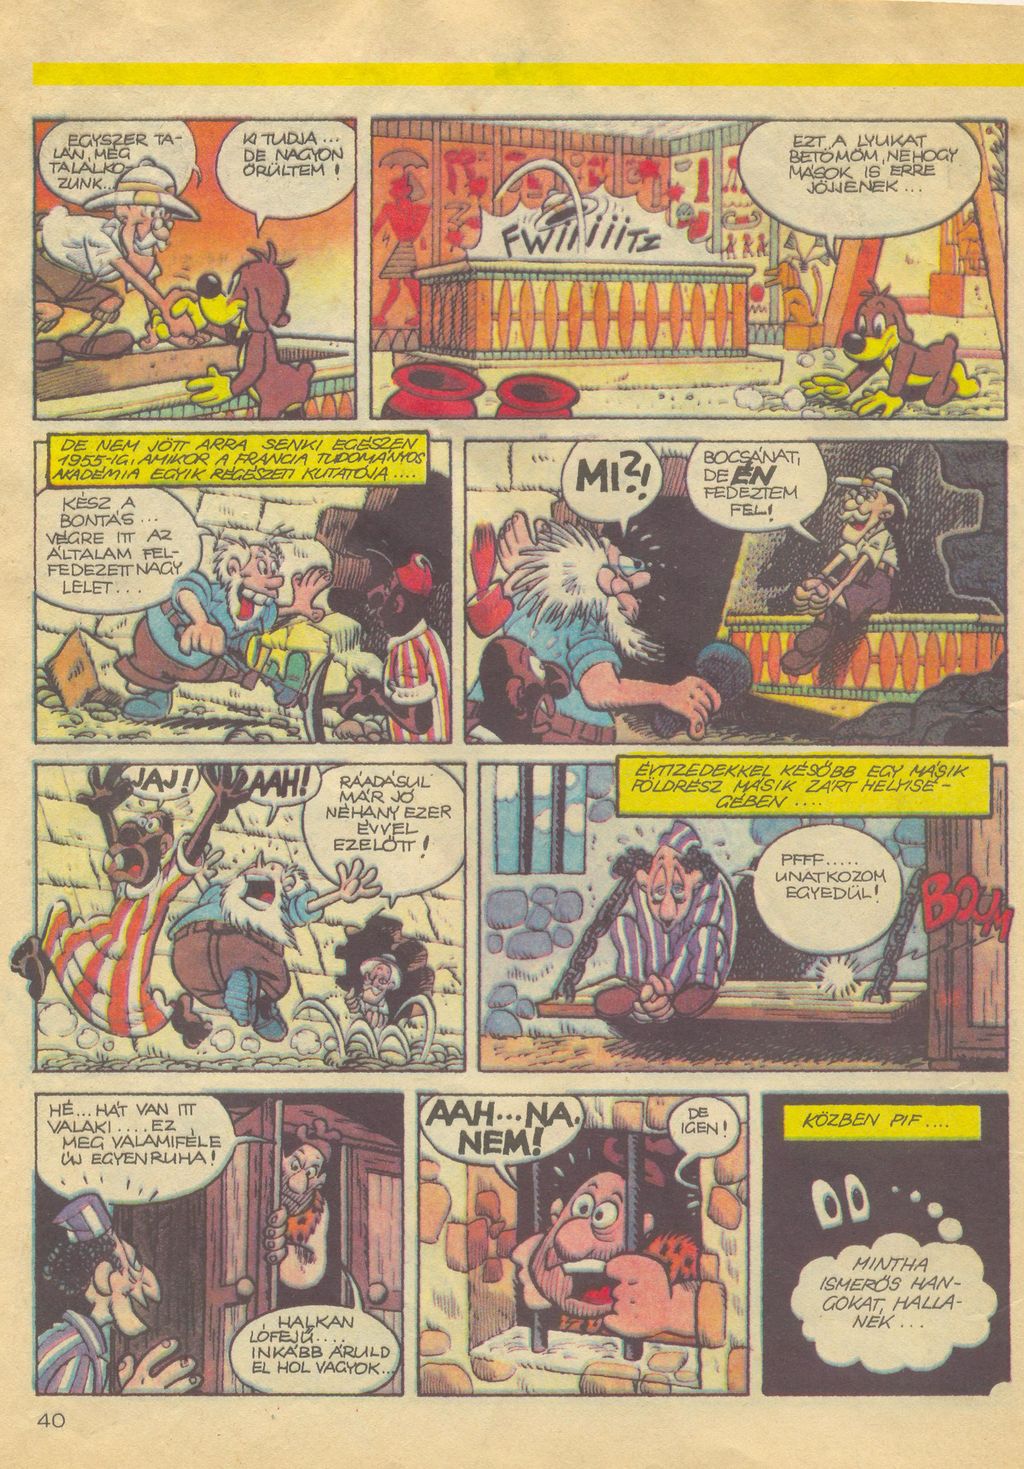 EGYSZER TA-
LÁN MÉG
TALÁLKO-
ZUNK...
KI TUDJA...
DE NAGYON
ÖRÜLTEM!
FWIIIIIITZ
EZT A LYUKAT
BETÖMÖM, NEHOGY
MÁSOK IS ERRE
JÖJJENEK...
DE NEM JÖTT ARRA SENKI EGÉSZEN
1955-IG, AMIKOR A FRANCIA TUDOMÁNYOS
AKADÉMIA EGYIK RÉGÉSZETI KUTATÓJA....
KÉSZ A
BONTÁS...
VÉGRE ITT AZ
ÁLTALAM FEL-
FEDEZETT NAGY
LELET...
MI?!
BOCSÁNAT,
DE ÉN
FEDEZTEM
FEL!
JAJ!
AAH!
RÁADÁSUL
MÁR JÓ
NÉHÁNY EZER
ÉVVEL
EZELŐTT!
ÉVTIZEDEKKEL KÉSŐBB EGY MÁSIK
FÖLDRÉSZ MÁSIK ZÁRT HELYISÉ-
GÉBEN....
PFFF.....
UNATKOZOM
EGYEDÜL!
BOUM
HÉ...HÁT VAN ITT
VALAKI....EZ
MEG VALAMIFÉLE
ÚJ EGYENRUHA!
HALKAN
LÓFEJŰ....
INKÁBB ÁRULD
EL HOL VAGYOK...
AAH...NA,
NEM!
DE
IGEN!
KÖZBEN PIF....
MINTHA
ISMERŐS HAN-
GOKAT HALLA-
NÉK...
40